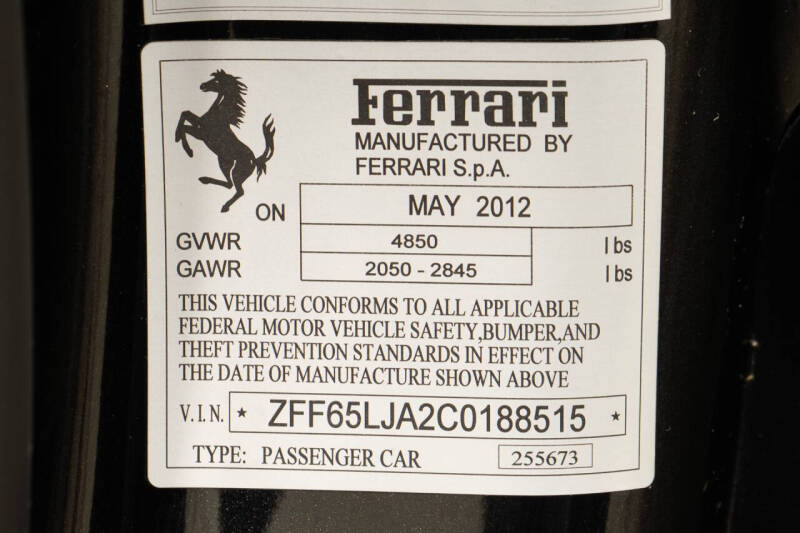 Ferrari
MANUFACTURED BY
FERRARI S.p.A.
ON MAY 2012
GVWR 4850 lbs
GAWR 2050 - 2845 lbs
THIS VEHICLE CONFORMS TO ALL APPLICABLE
FEDERAL MOTOR VEHICLE SAFETY,BUMPER,AND
THEFT PREVENTION STANDARDS IN EFFECT ON
THE DATE OF MANUFACTURE SHOWN ABOVE
V.I.N. * ZFF65LJA2C0188515 *
TYPE: PASSENGER CAR 255673